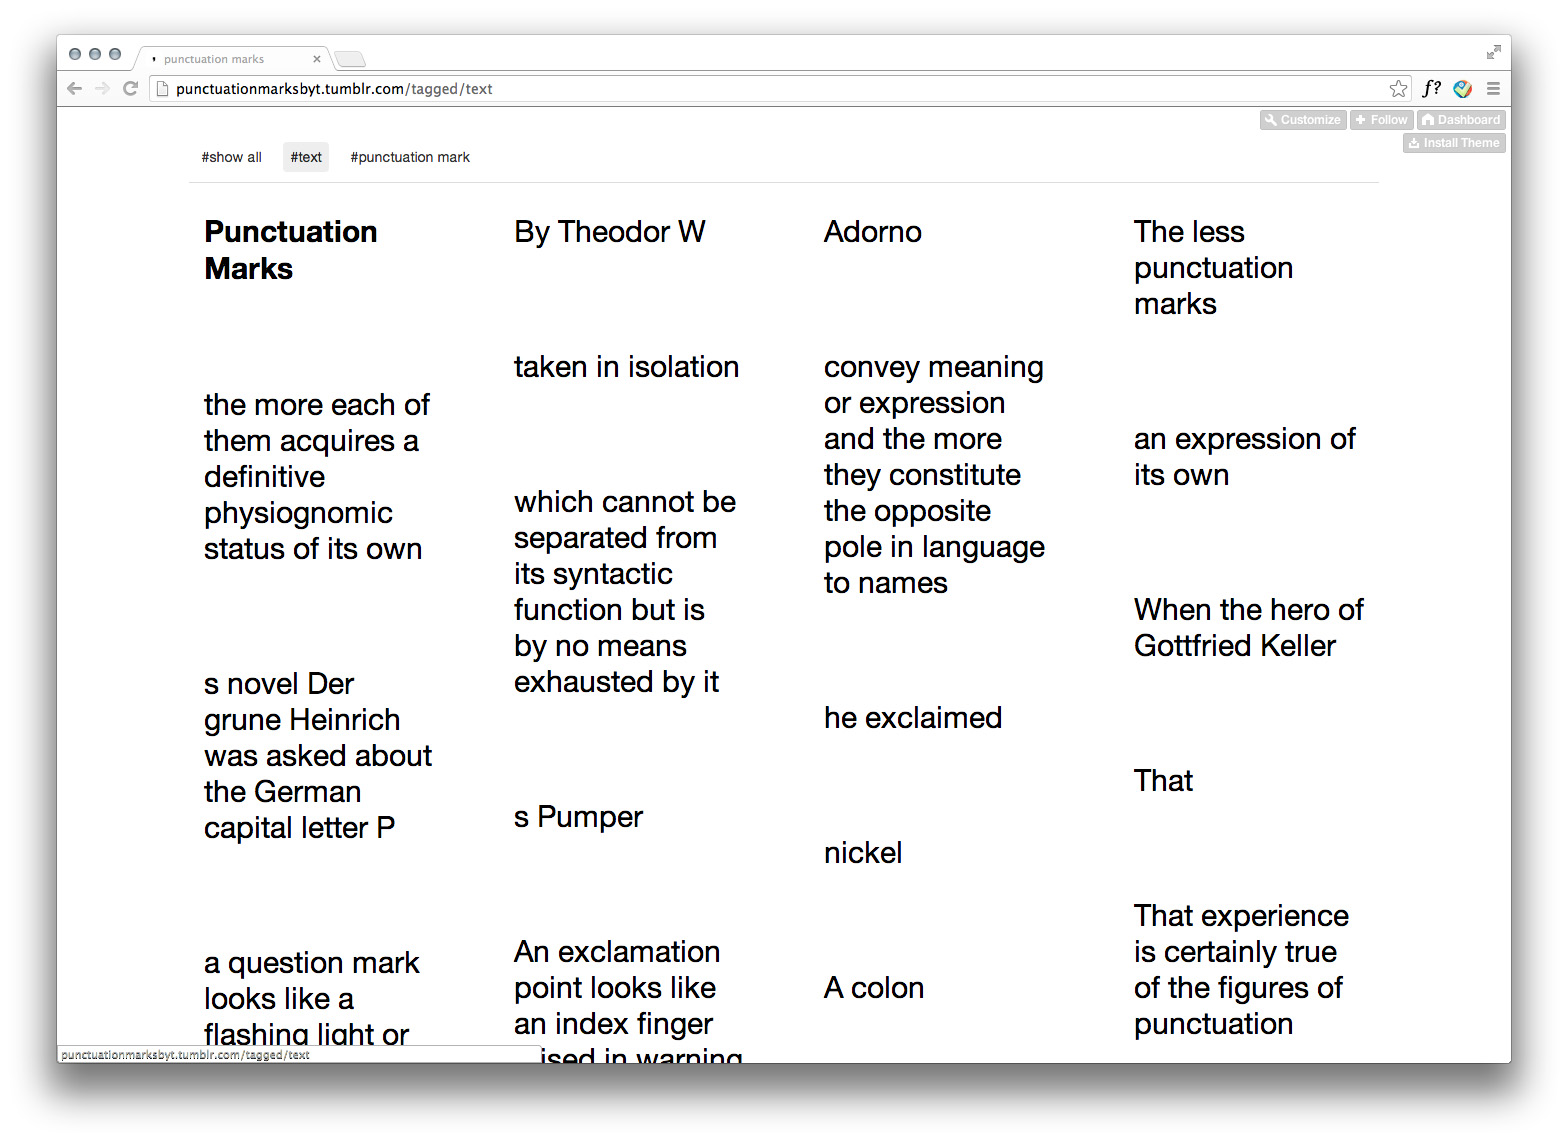 punctuation marks
punctuationmarksbyt.tumblr.com/tagged/text
f?
Customize
Follow
Dashboard
Install Theme
#show all
#text
#punctuation mark
Punctuation
Marks
By Theodor W
Adorno
The less
punctuation
marks
taken in isolation
convey meaning
or expression
and the more
they constitute
the opposite
pole in language
to names
the more each of
them acquires a
definitive
physiognomic
status of its own
an expression of
its own
which cannot be
separated from
its syntactic
function but is
by no means
exhausted by it
When the hero of
Gottfried Keller
s novel Der
grune Heinrich
was asked about
the German
capital letter P
he exclaimed
That
s Pumper
nickel
That experience
is certainly true
of the figures of
punctuation
An exclamation
point looks like
an index finger
ised in warning
a question mark
looks like a
flashing light or
A colon
punctuationmarksbyt.tumblr.com/tagged/text